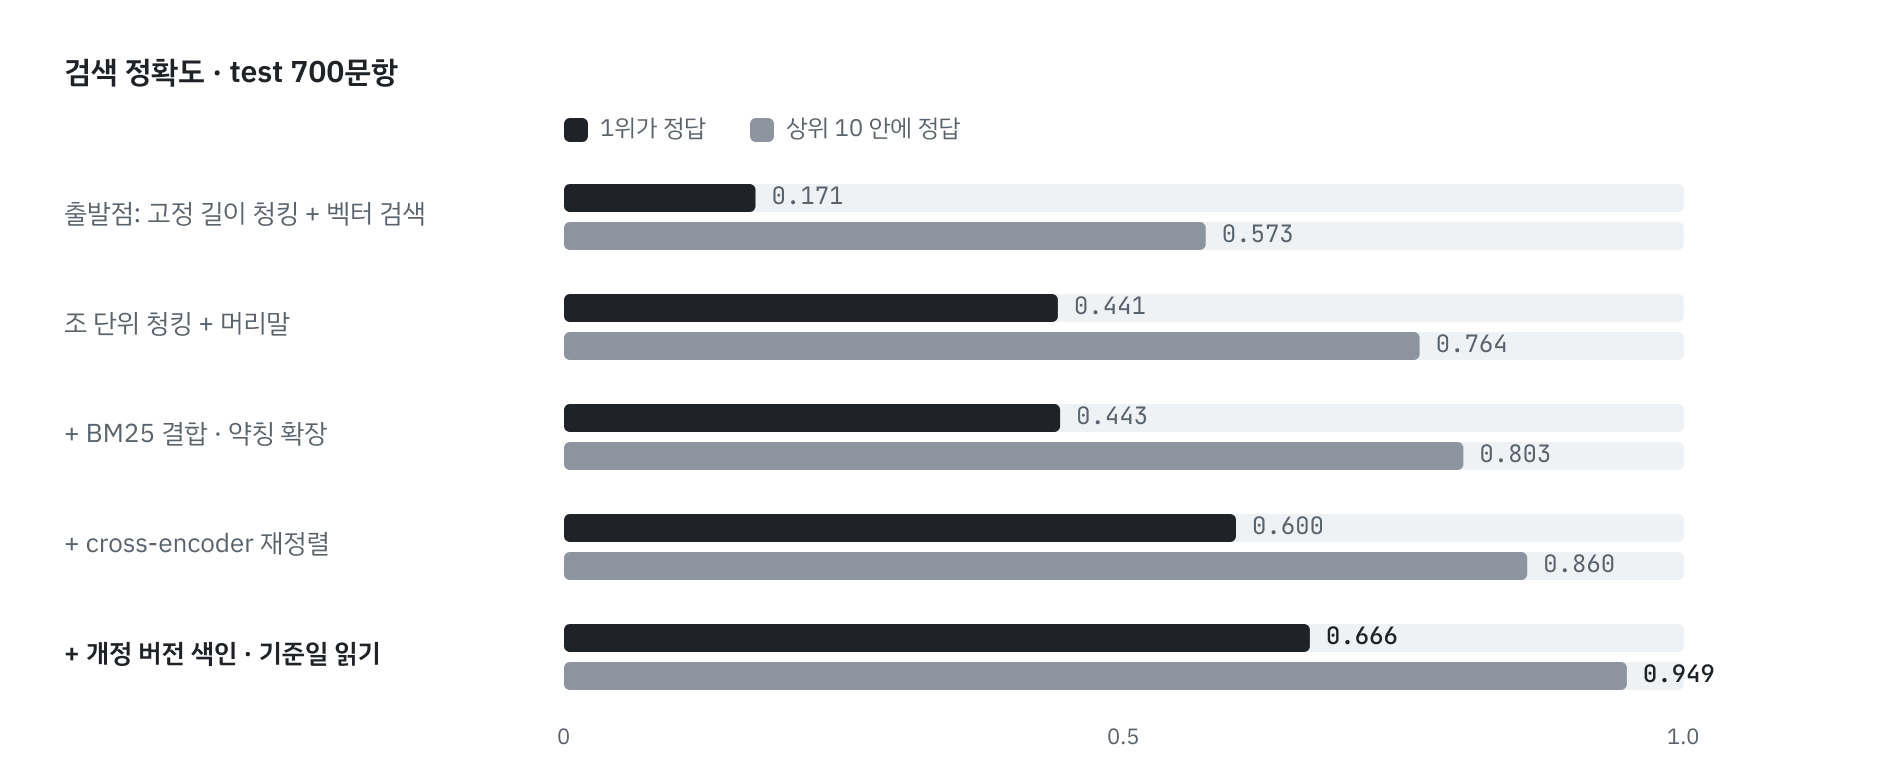 검색 정확도 · test 700문항
1위가 정답 상위 10 안에 정답
출발점: 고정 길이 청킹 + 벡터 검색
0.171
0.573
조 단위 청킹 + 머리말
0.441
0.764
+ BM25 결합 · 약칭 확장
0.443
0.803
+ cross-encoder 재정렬
0.600
0.860
+ 개정 버전 색인 · 기준일 읽기
0.666
0.949
0 0.5 1.0